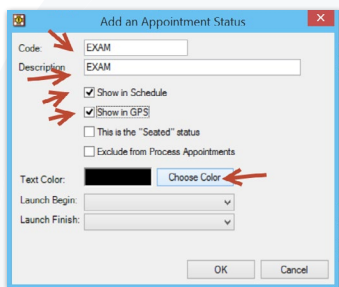 Add an Appointment Status
Code: EXAM
Description EXAM
Show in Schedule
Show in GPS
This is the "Seated" status
Exclude from Process Appointments
Text Color: Choose Color
Launch Begin:
Launch Finish:
OK Cancel